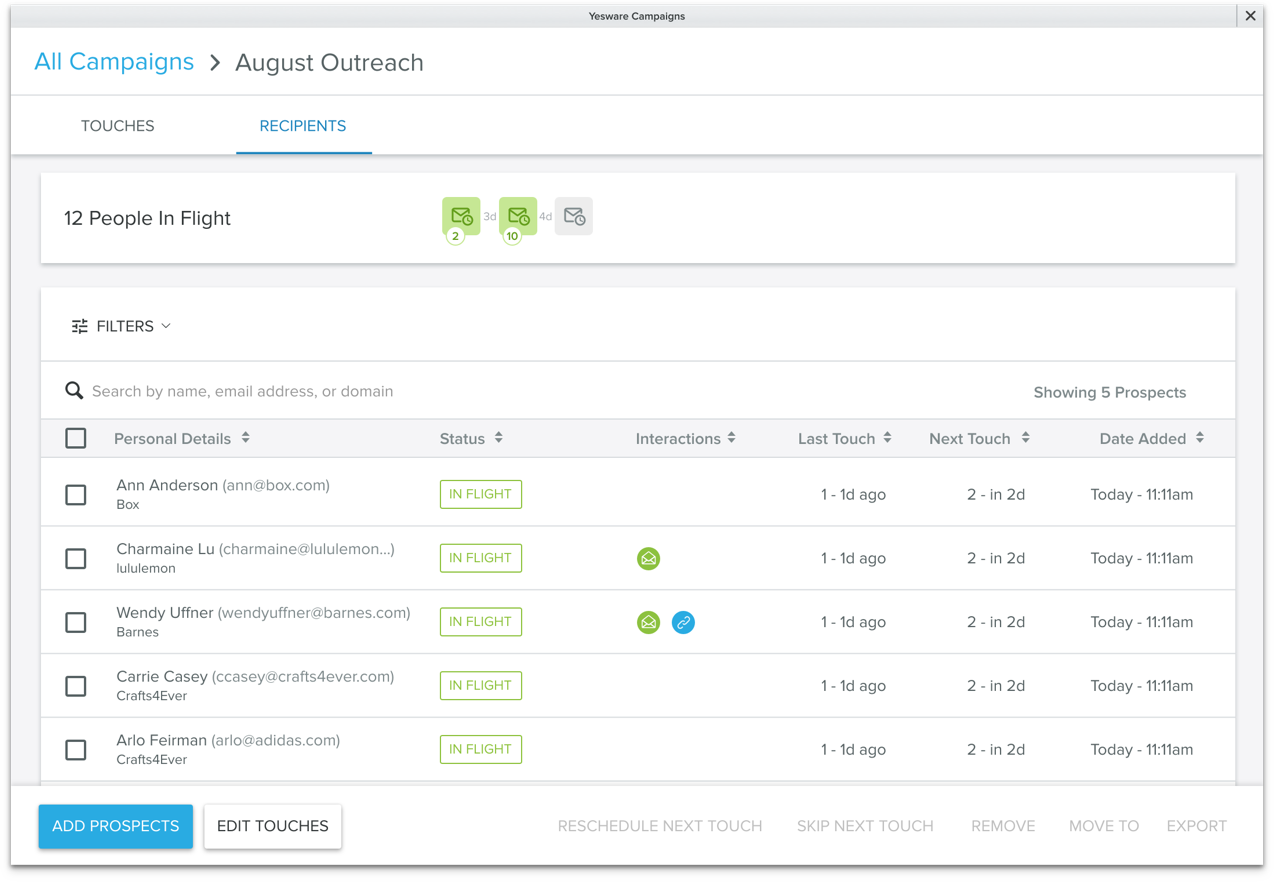 Yesware Campaigns
All Campaigns > August Outreach
TOUCHES RECIPIENTS
12 People In Flight 3d 4d
2 10
FILTERS
Search by name, email address, or domain Showing 5 Prospects
Personal Details Status Interactions Last Touch Next Touch Date Added
Ann Anderson (ann@box.com)
Box
IN FLIGHT 1 - 1d ago 2 - in 2d Today - 11:11am
Charmaine Lu (charmaine@lululemon...)
lululemon
IN FLIGHT 1 - 1d ago 2 - in 2d Today - 11:11am
Wendy Uffner (wendyuffner@barnes.com)
Barnes
IN FLIGHT 1 - 1d ago 2 - in 2d Today - 11:11am
Carrie Casey (ccasey@crafts4ever.com)
Crafts4Ever
IN FLIGHT 1 - 1d ago 2 - in 2d Today - 11:11am
Arlo Feirman (arlo@adidas.com)
Crafts4Ever
IN FLIGHT 1 - 1d ago 2 - in 2d Today - 11:11am
ADD PROSPECTS EDIT TOUCHES RESCHEDULE NEXT TOUCH SKIP NEXT TOUCH REMOVE MOVE TO EXPORT